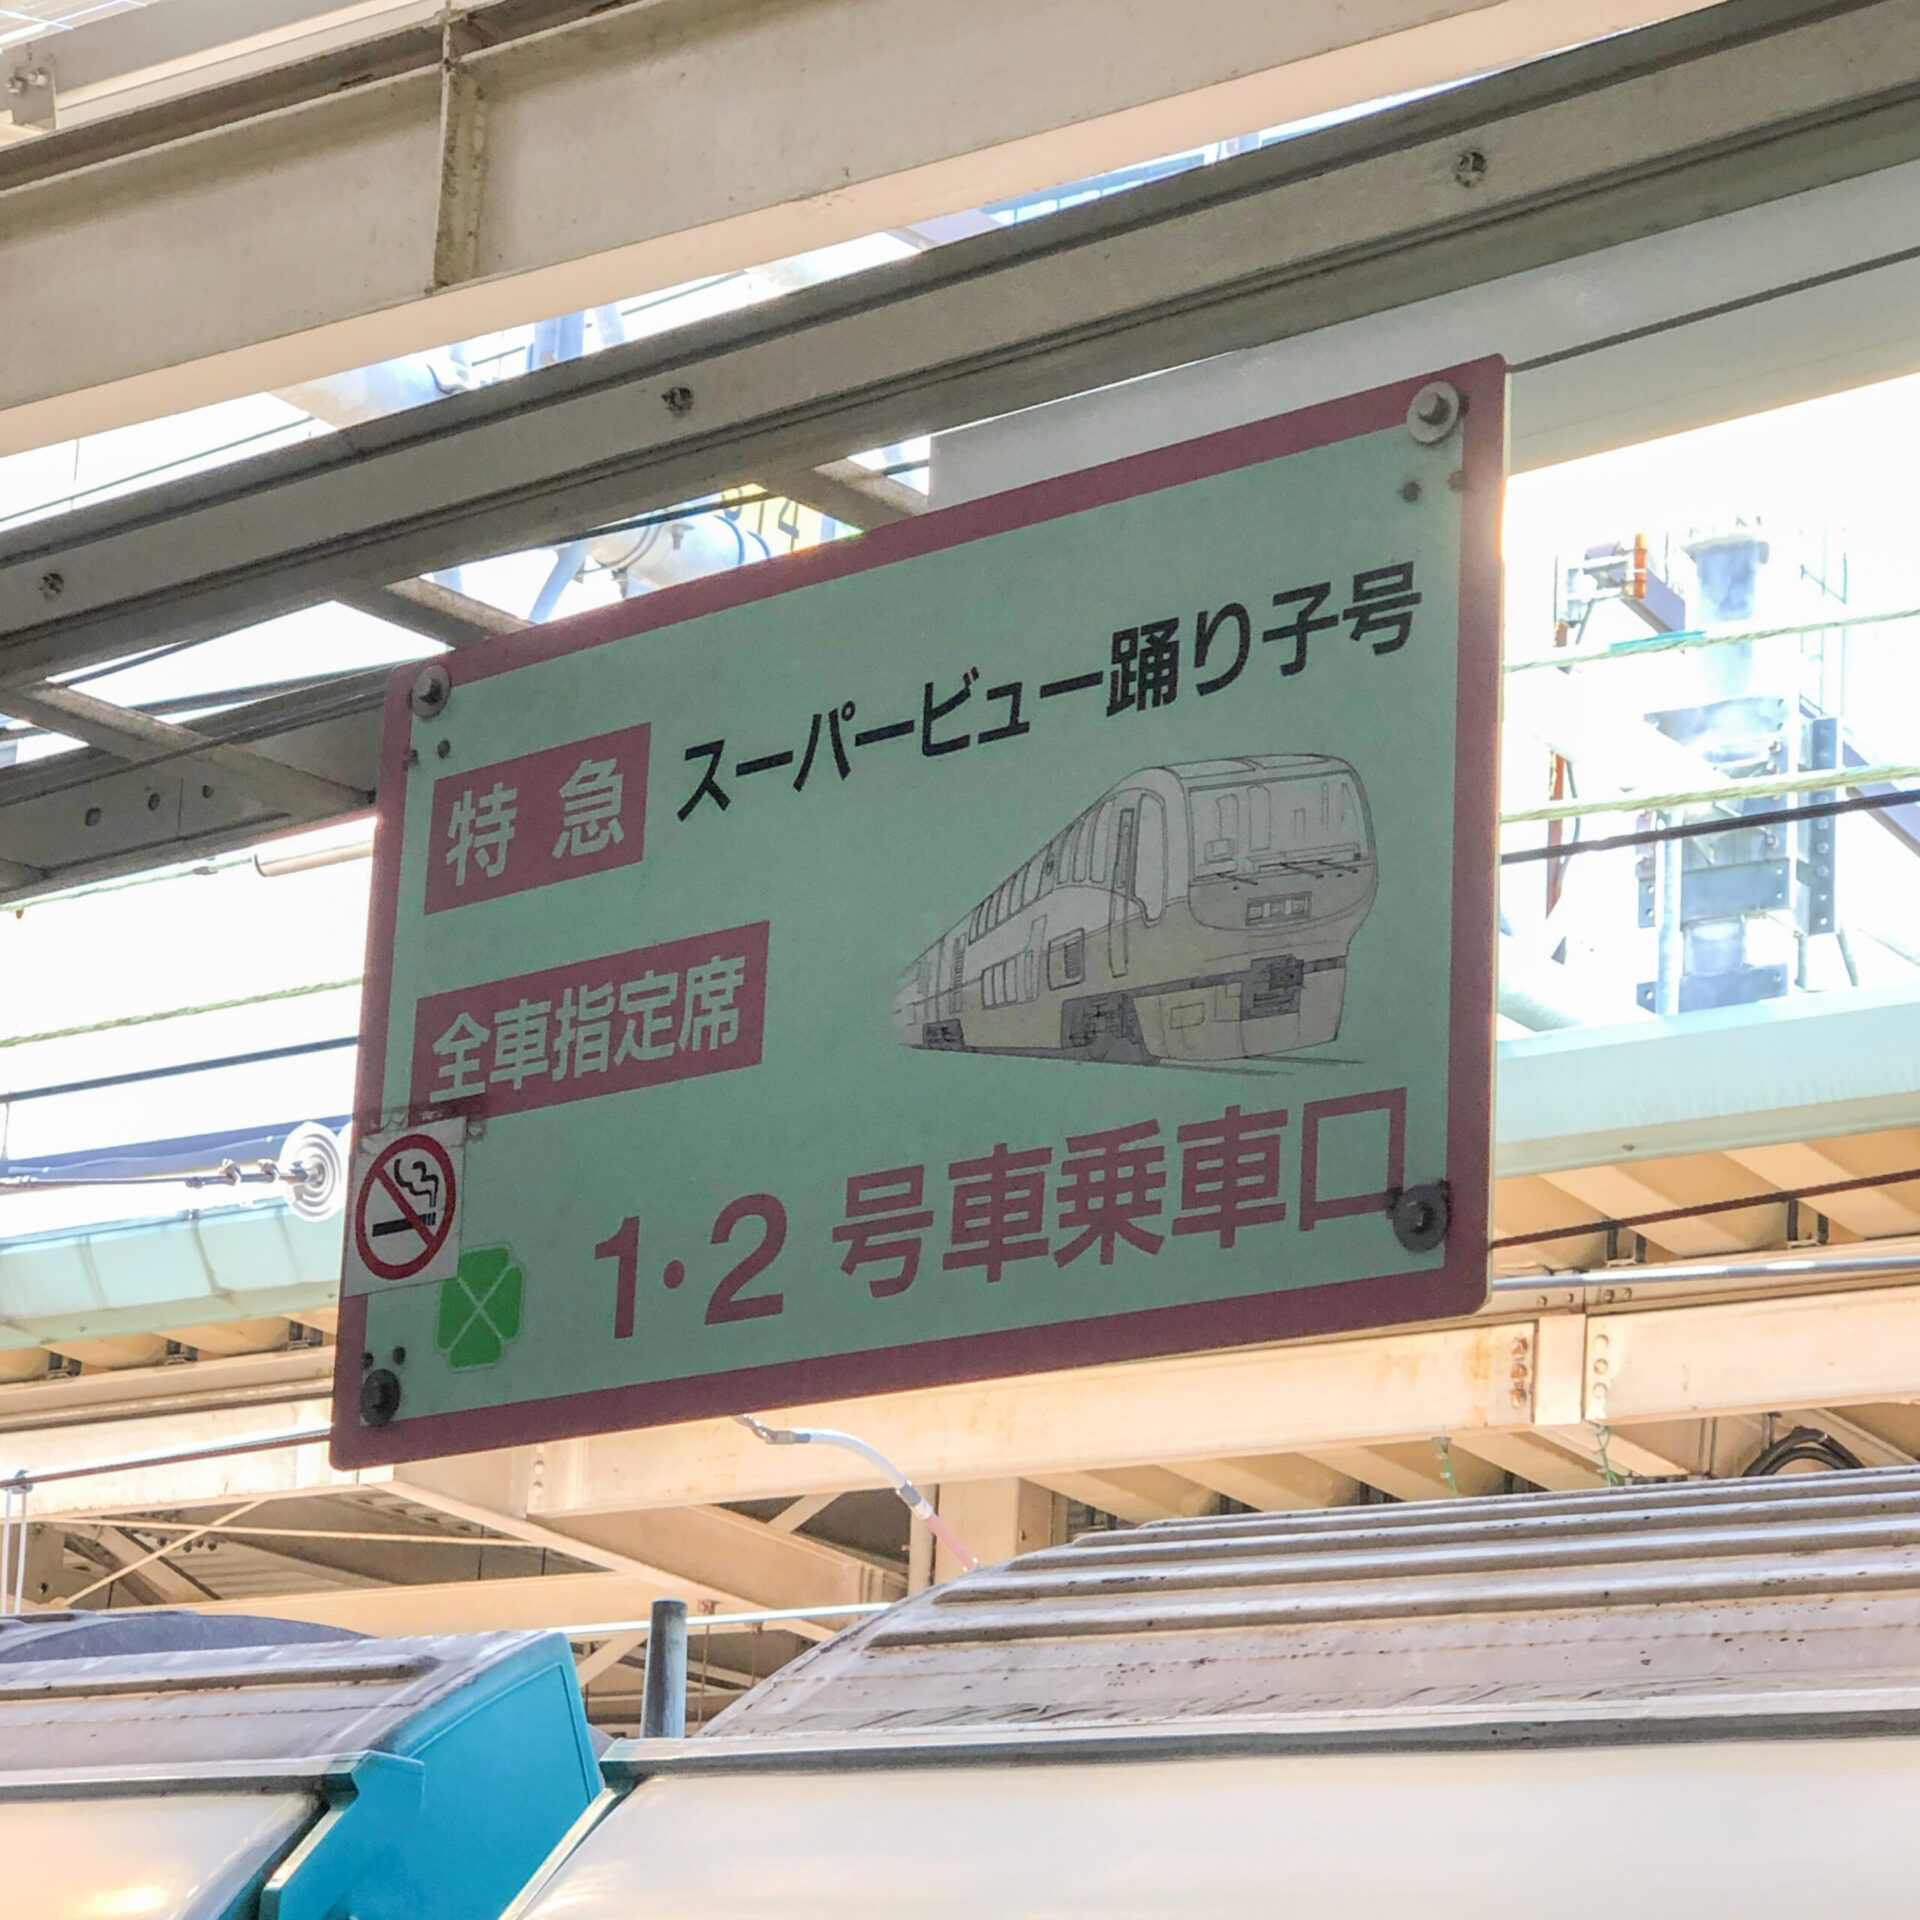 特急 スーパービュー踊り子号
全車指定席
1・2号車乗車口